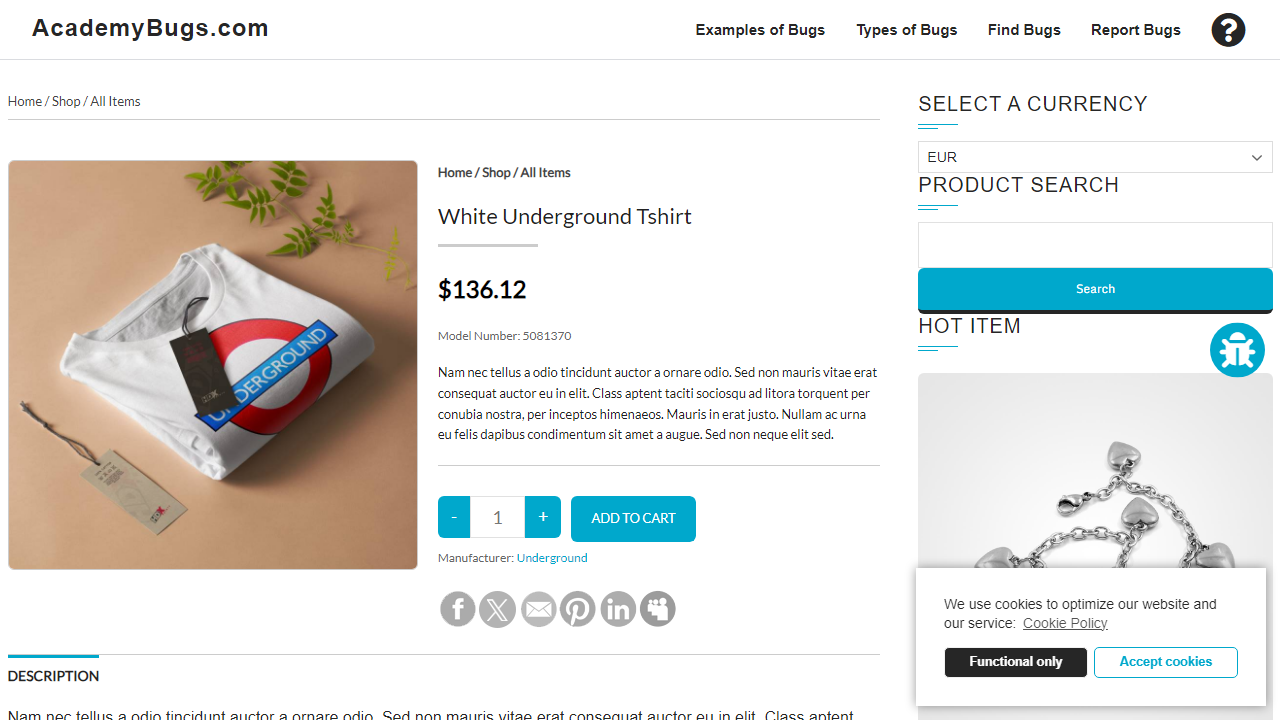 AcademyBugs.com
Examples of Bugs
Types of Bugs
Find Bugs
Report Bugs
?
Home / Shop / All Items
Home / Shop / All Items
White Underground Tshirt
$136.12
Model Number: 5081370
Nam nec tellus a odio tincidunt auctor a ornare odio. Sed non mauris vitae erat
consequat auctor eu in elit. Class aptent taciti sociosqu ad litora torquent per
conubia nostra, per inceptos himenaeos. Mauris in erat justo. Nullam ac urna
eu felis dapibus condimentum sit amet a augue. Sed non neque elit sed.
- 1 +
ADD TO CART
Manufacturer: Underground
DESCRIPTION
Nam nec tellus a odio tincidunt auctor a ornare odio. Sed non mauris vitae erat consequat auctor eu in elit. Class aptent
SELECT A CURRENCY
EUR
PRODUCT SEARCH
Search
HOT ITEM
We use cookies to optimize our website and
our service: Cookie Policy
Functional only
Accept cookies